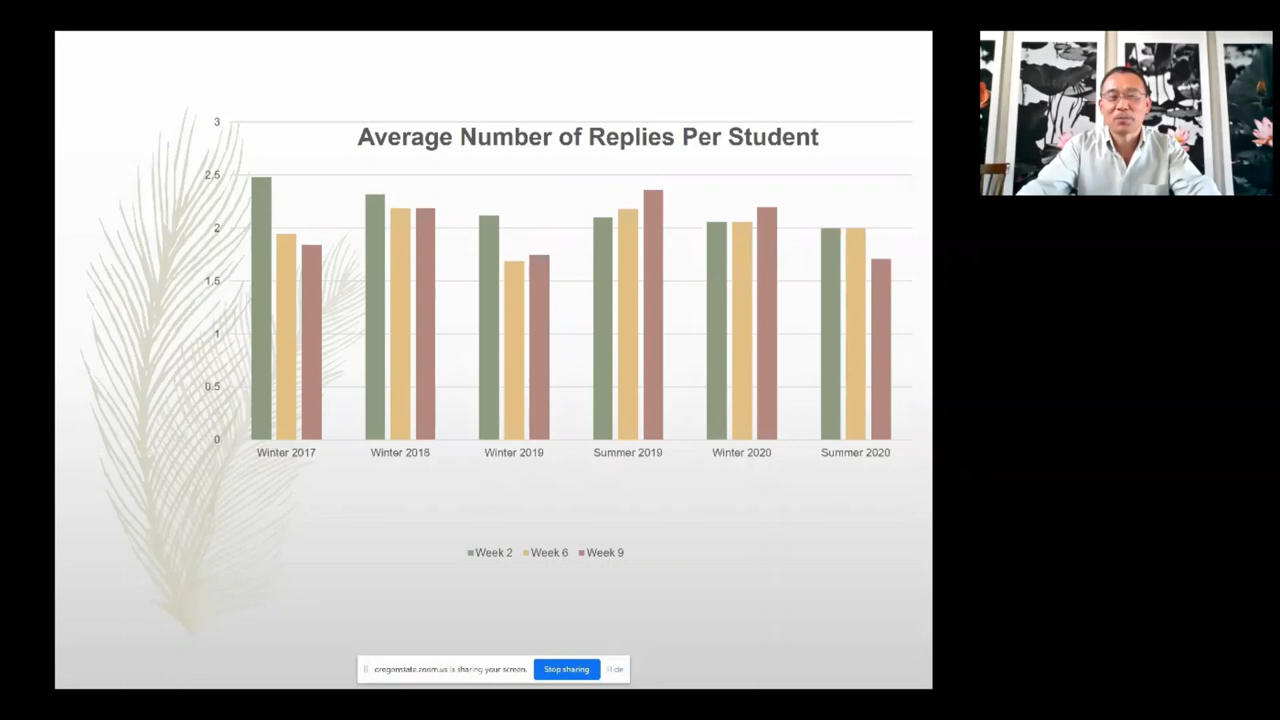 Average Number of Replies Per Student
3
2.5
2
1.5
1
0.5
0
Winter 2017 Winter 2018 Winter 2019 Summer 2019 Winter 2020 Summer 2020
Week 2 Week 6 Week 9
oregonstate.zoom.us is sharing your screen. Stop sharing Hide